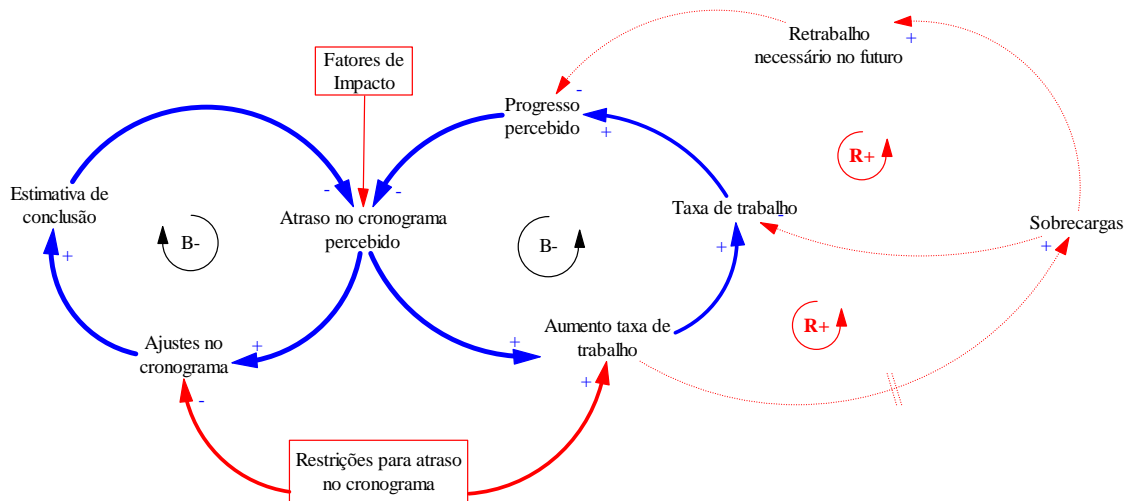 Retrabalho
necessário no futuro
+
Fatores de
Impacto
-
Progresso
percebido
+
R+
Estimativa de
conclusão
-
-
Taxa de trabalho
-
Atraso no cronograma
percebido
Sobrecargas
B-
B-
+
+
+
R+
Aumento taxa de
trabalho
Ajustes no
cronograma
+
+
+
-
Restrições para atraso
no cronograma